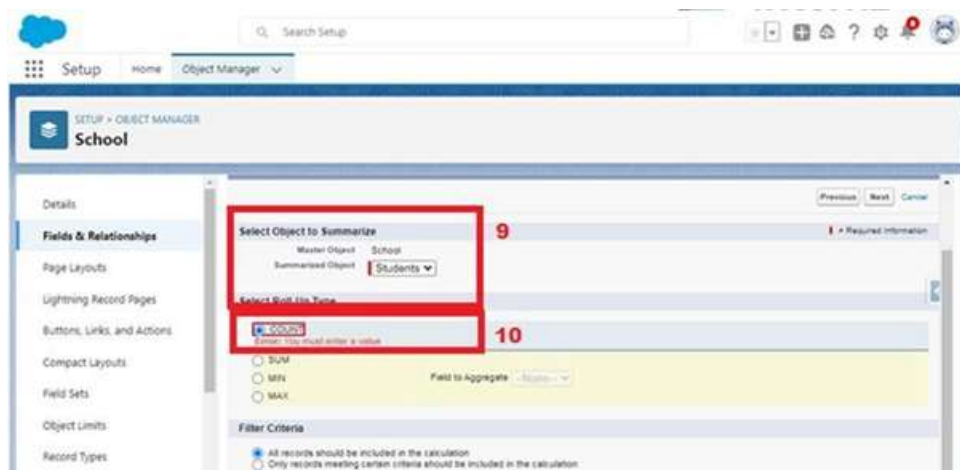 Search Setup
Setup Home Object Manager
SETUP > OBJECT MANAGER
School
Details
Fields & Relationships
Page Layouts
Lightning Record Pages
Buttons, Links, and Actions
Compact Layouts
Field Sets
Object Limits
Record Types
Previous Next Cancel
Select Object to Summarize
9
= Required Information
Master Object School
Summarized Object Students
Select Roll-Up Type
COUNT
Error: You must enter a value
10
SUM
MIN
MAX
Field to Aggregate --None--
Filter Criteria
All records should be included in the calculation
Only records meeting certain criteria should be included in the calculation